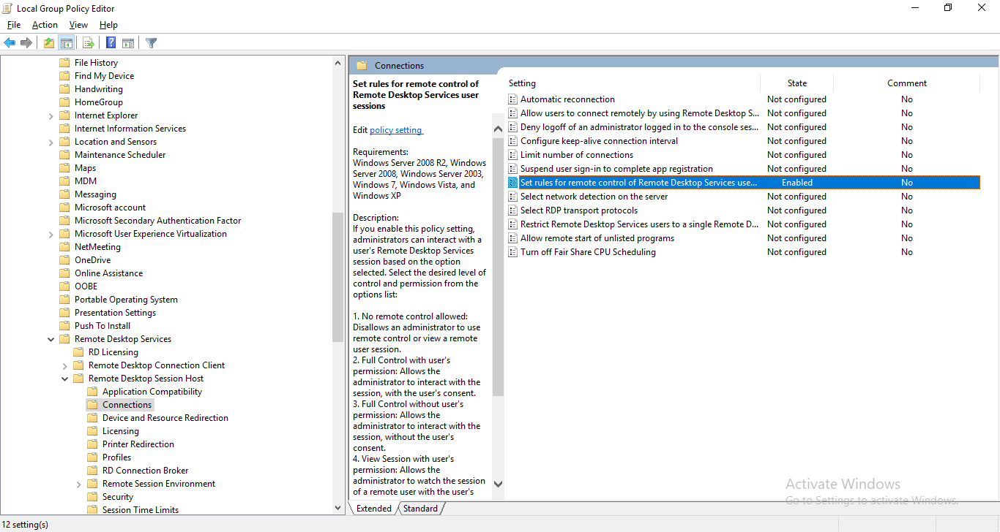 Local Group Policy Editor
File Action View Help
File History
Find My Device
Handwriting
HomeGroup
Internet Explorer
Internet Information Services
Location and Sensors
Maintenance Scheduler
Maps
MDM
Messaging
Microsoft account
Microsoft Secondary Authentication Factor
Microsoft User Experience Virtualization
NetMeeting
OneDrive
Online Assistance
OOBE
Portable Operating System
Presentation Settings
Push To Install
Remote Desktop Services
RD Licensing
Remote Desktop Connection Client
Remote Desktop Session Host
Application Compatibility
Connections
Device and Resource Redirection
Licensing
Printer Redirection
Profiles
RD Connection Broker
Remote Session Environment
Security
Session Time Limits
Connections
Set rules for remote control of
Remote Desktop Services user
sessions
Edit policy setting
Requirements:
Windows Server 2008 R2, Windows
Server 2008, Windows Server 2003,
Windows 7, Windows Vista, and
Windows XP
Description:
If you enable this policy setting,
administrators can interact with a
user's Remote Desktop Services
session based on the option
selected. Select the desired level of
control and permission from the
options list:
1. No remote control allowed:
Disallows an administrator to use
remote control or view a remote
user session.
2. Full Control with user's
permission: Allows the
administrator to interact with the
session, with the user's consent.
3. Full Control without user's
permission: Allows the
administrator to interact with the
session, without the user's
consent.
4. View Session with user's
permission: Allows the
administrator to watch the session
of a remote user with the user's
Setting State Comment
Automatic reconnection Not configured No
Allow users to connect remotely by using Remote Desktop S... Not configured No
Deny logoff of an administrator logged in to the console ses... Not configured No
Configure keep-alive connection interval Not configured No
Limit number of connections Not configured No
Suspend user sign-in to complete app registration Not configured No
Set rules for remote control of Remote Desktop Services use... Enabled No
Select network detection on the server Not configured No
Select RDP transport protocols Not configured No
Restrict Remote Desktop Services users to a single Remote D... Not configured No
Allow remote start of unlisted programs Not configured No
Turn off Fair Share CPU Scheduling Not configured No
Activate Windows
Go to Settings to activate Windows.
Extended Standard
12 setting(s)